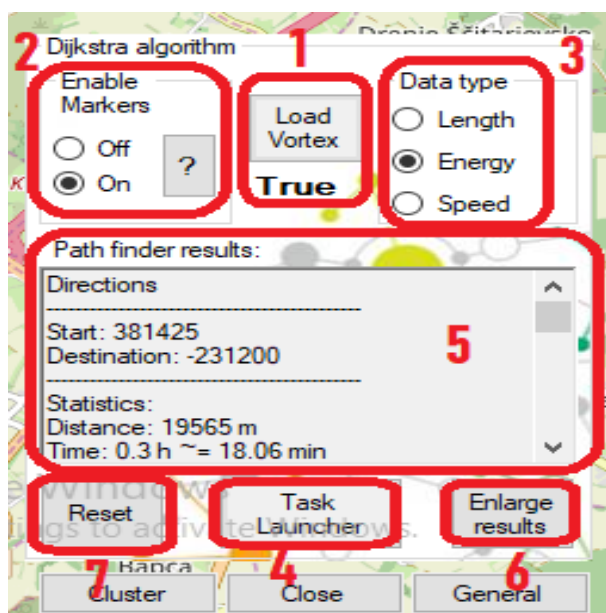 Dijkstra algorithm
2
1
3
Enable
Markers
Off
On
?
Load
Vortex
True
Data type
Length
Energy
Speed
Path finder results:
Directions
-------------------------------------------
Start: 381425
Destination: -231200
-------------------------------------------
Statistics:
Distance: 19565 m
Time: 0.3 h ~= 18.06 min
5
Reset
Task
Launcher
Enlarge
results
7
4
6
Cluster
Close
General